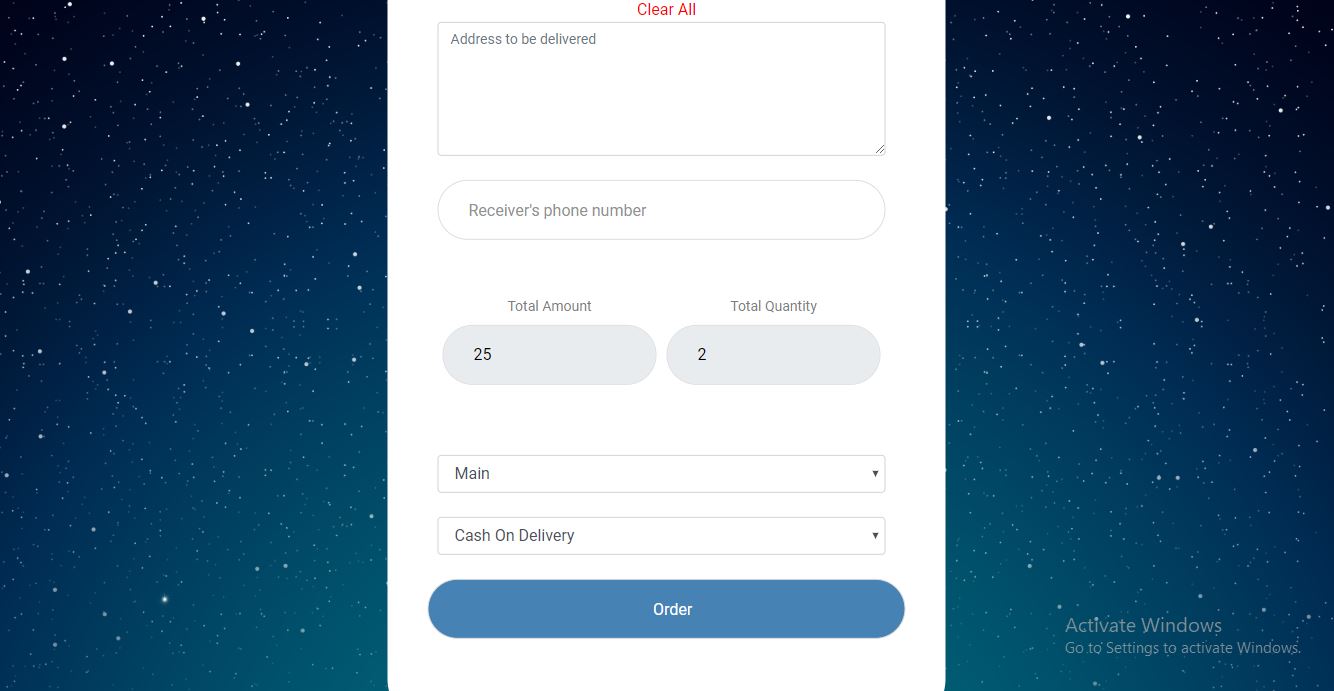 Clear All
Address to be delivered
Receiver's phone number
Total Amount
Total Quantity
25
2
Main
Cash On Delivery
Order
Activate Windows
Go to Settings to activate Windows.